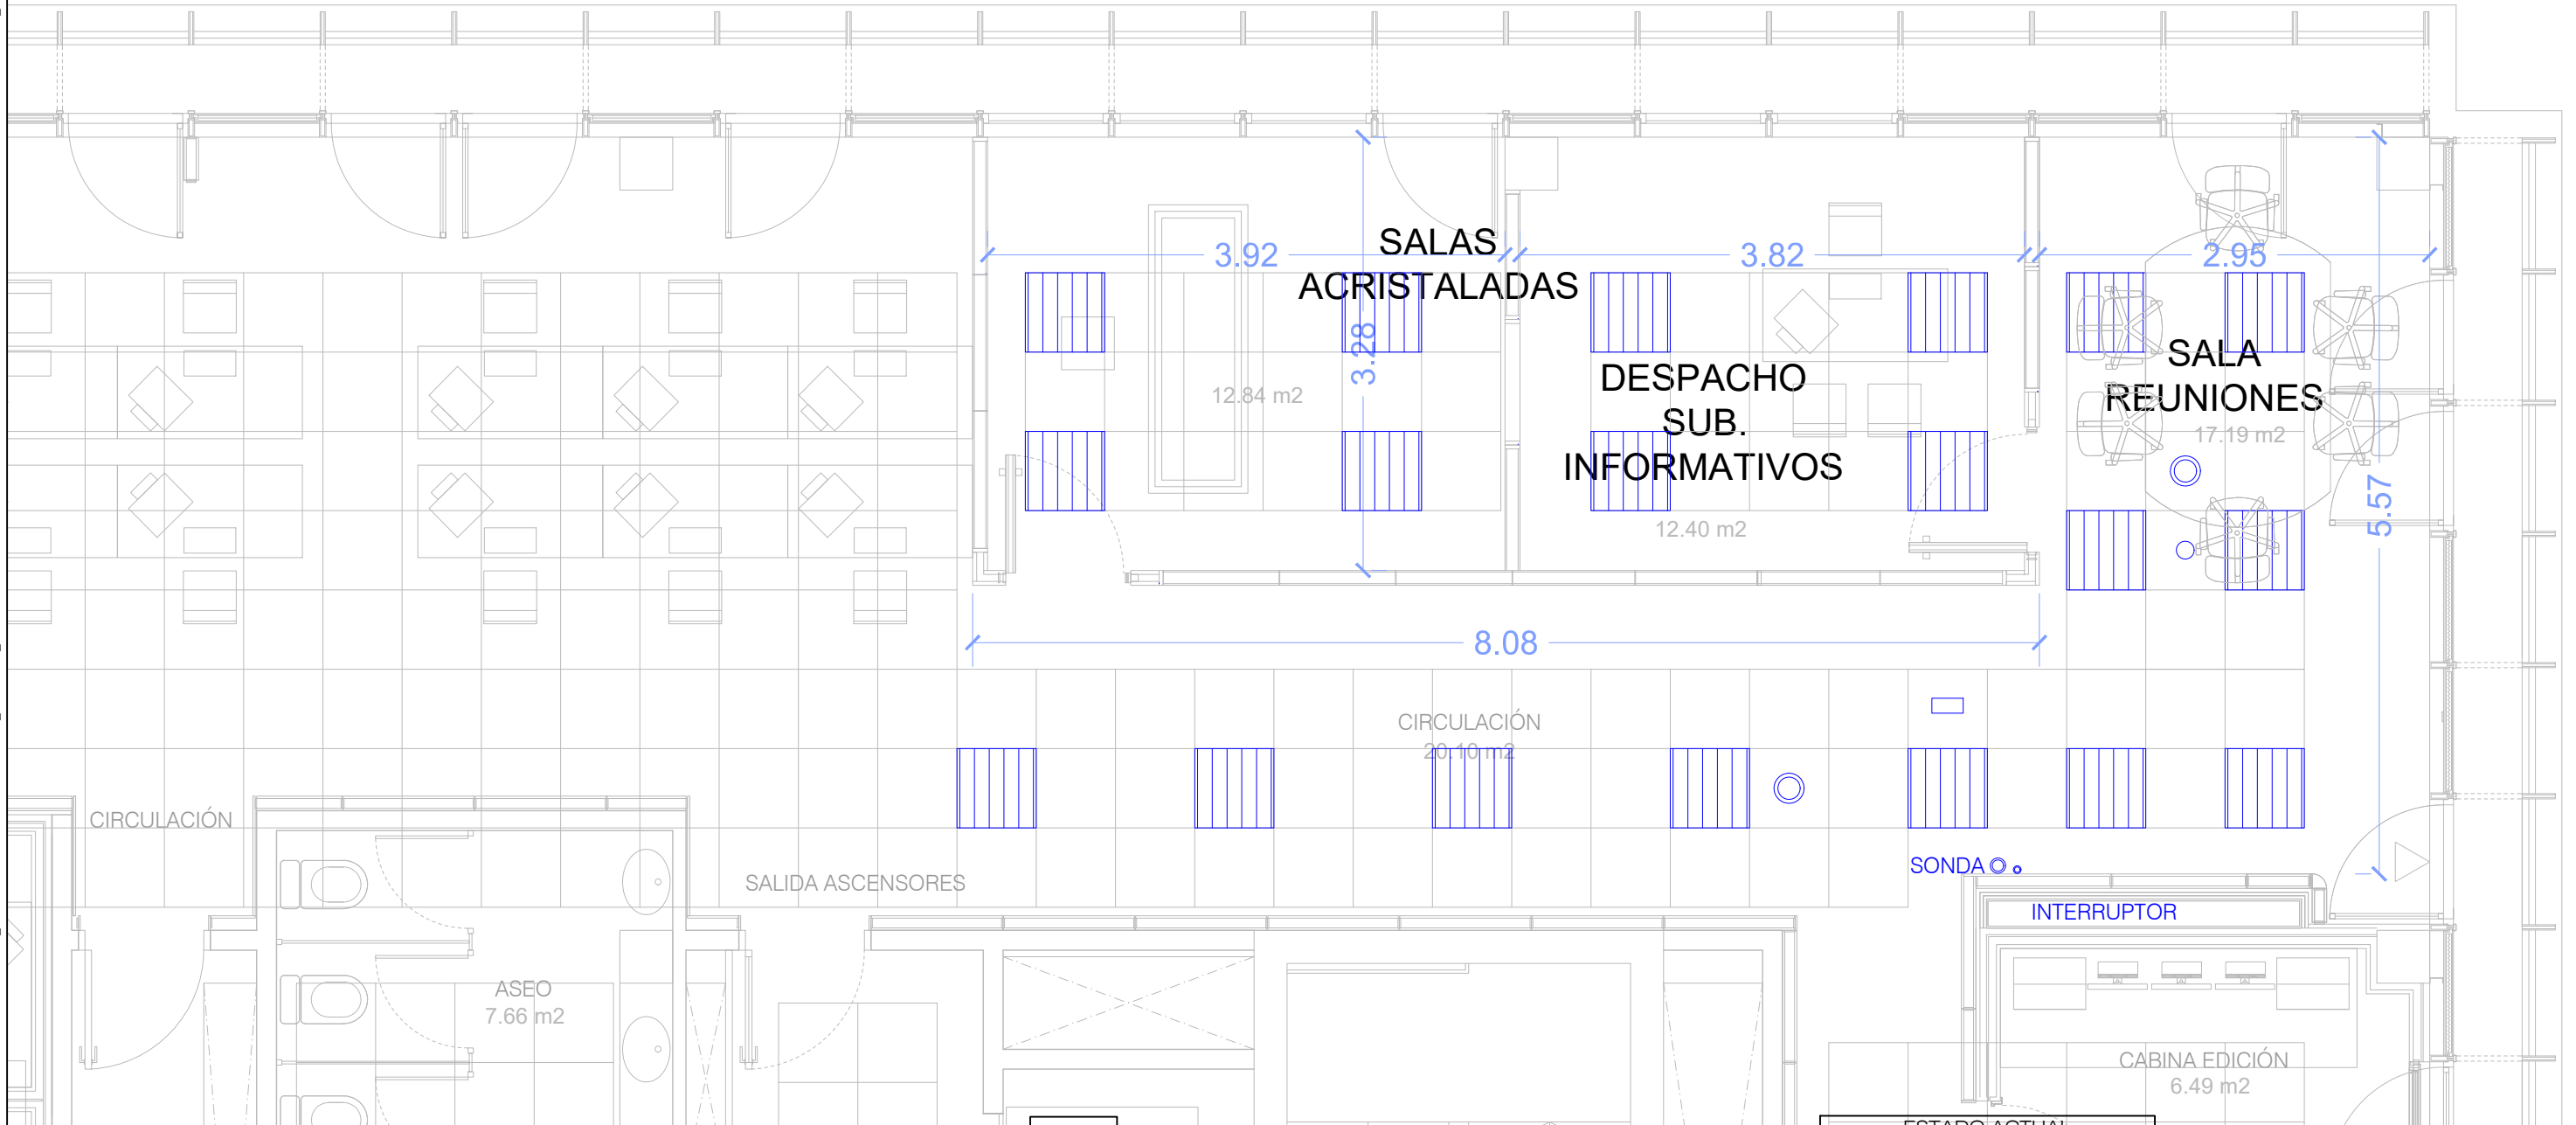 SALAS
ACRISTALADAS
3.92
3.82
2.95
3.28
12.84 m2
DESPACHO
SUB.
INFORMATIVOS
12.40 m2
SALA
REUNIONES
17.19 m2
5.57
8.08
CIRCULACIÓN
20.10 m2
CIRCULACIÓN
SALIDA ASCENSORES
SONDA
INTERRUPTOR
ASEO
7.66 m2
CABINA EDICIÓN
6.49 m2
ESTADO ACTUAL